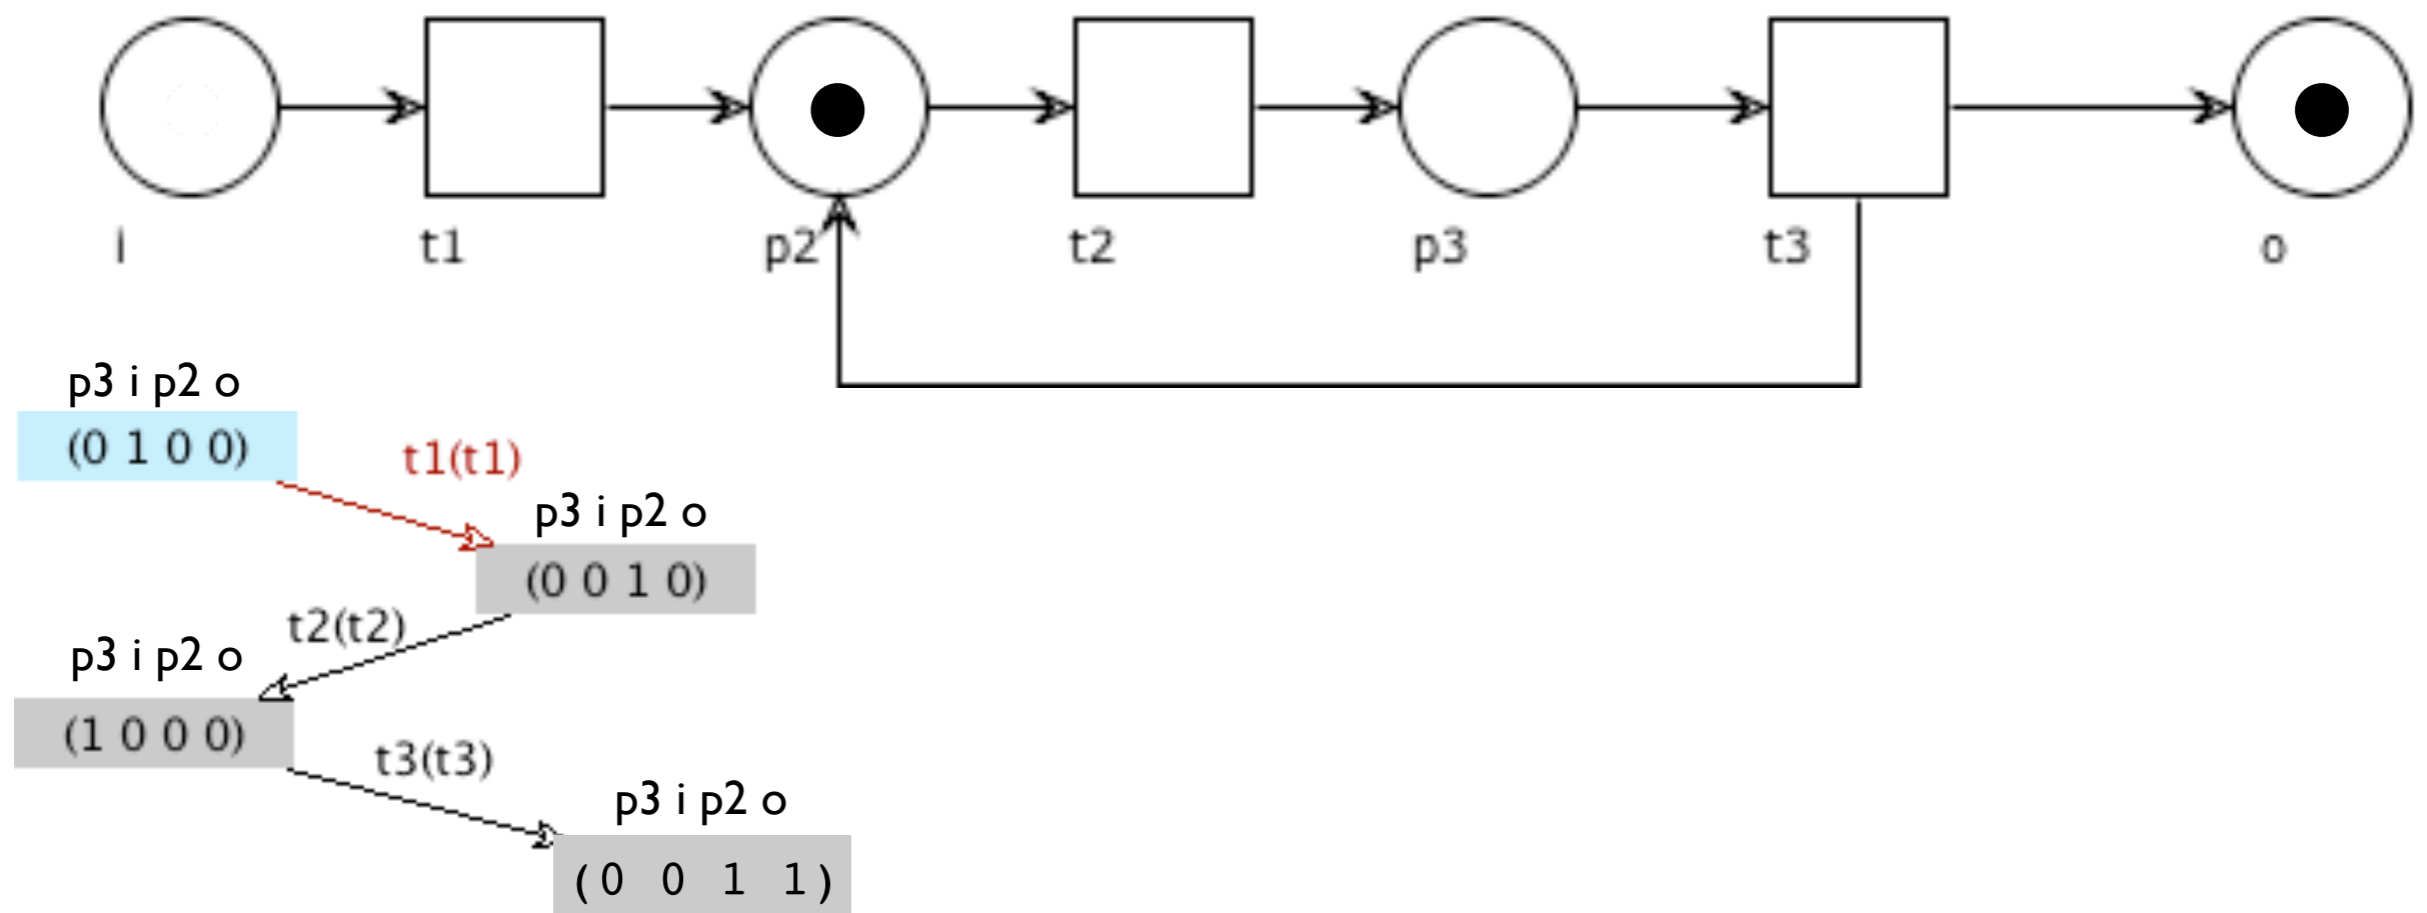 i t1 p2 t2 p3 t3 o
p3 i p2 o
(0 1 0 0)
t1(t1)
p3 i p2 o
(0 0 1 0)
t2(t2)
p3 i p2 o
(1 0 0 0)
t3(t3)
p3 i p2 o
(0 0 1 1)